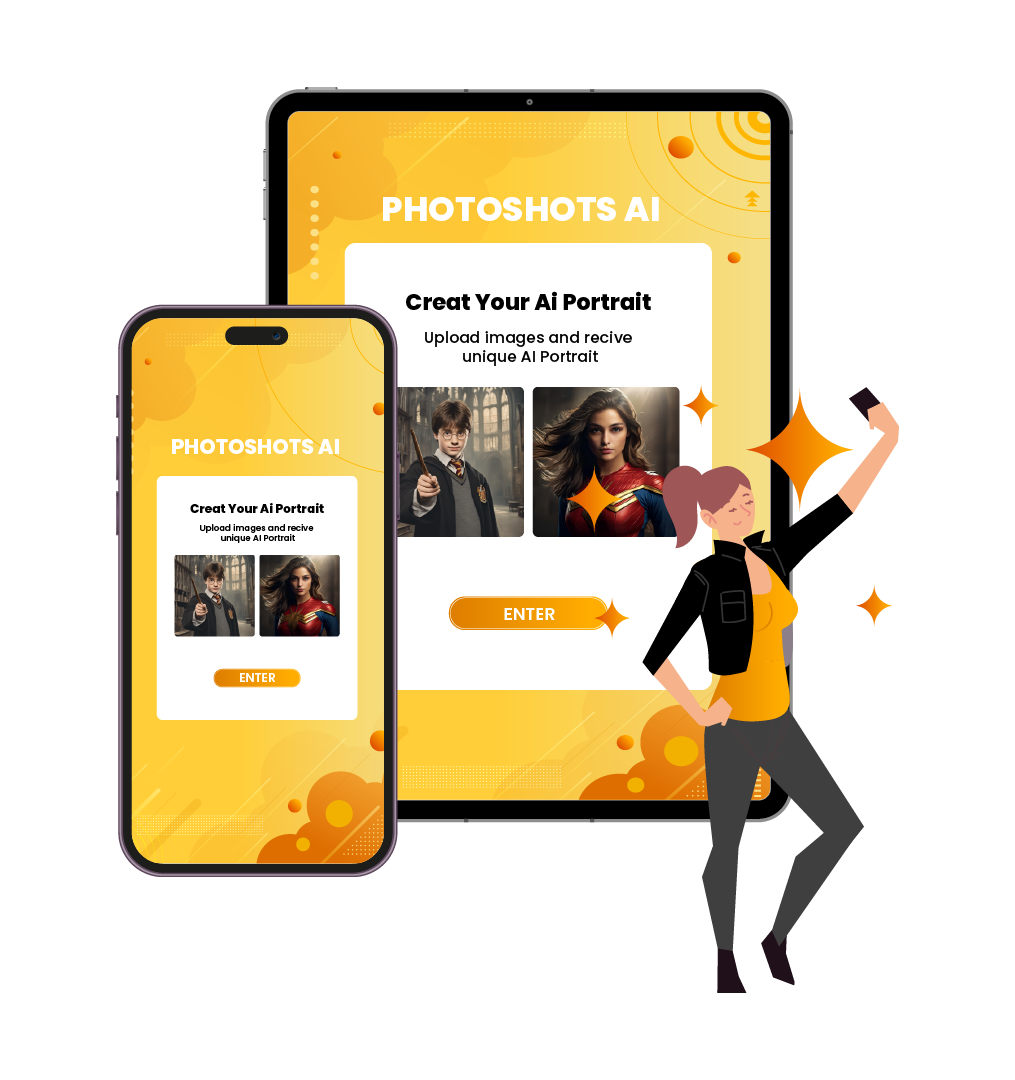 PHOTOSHOTS AI
Creat Your Ai Portrait
Upload images and recive
unique AI Portrait
ENTER
PHOTOSHOTS AI
Creat Your Ai Portrait
Upload images and recive
unique AI Portrait
ENTER